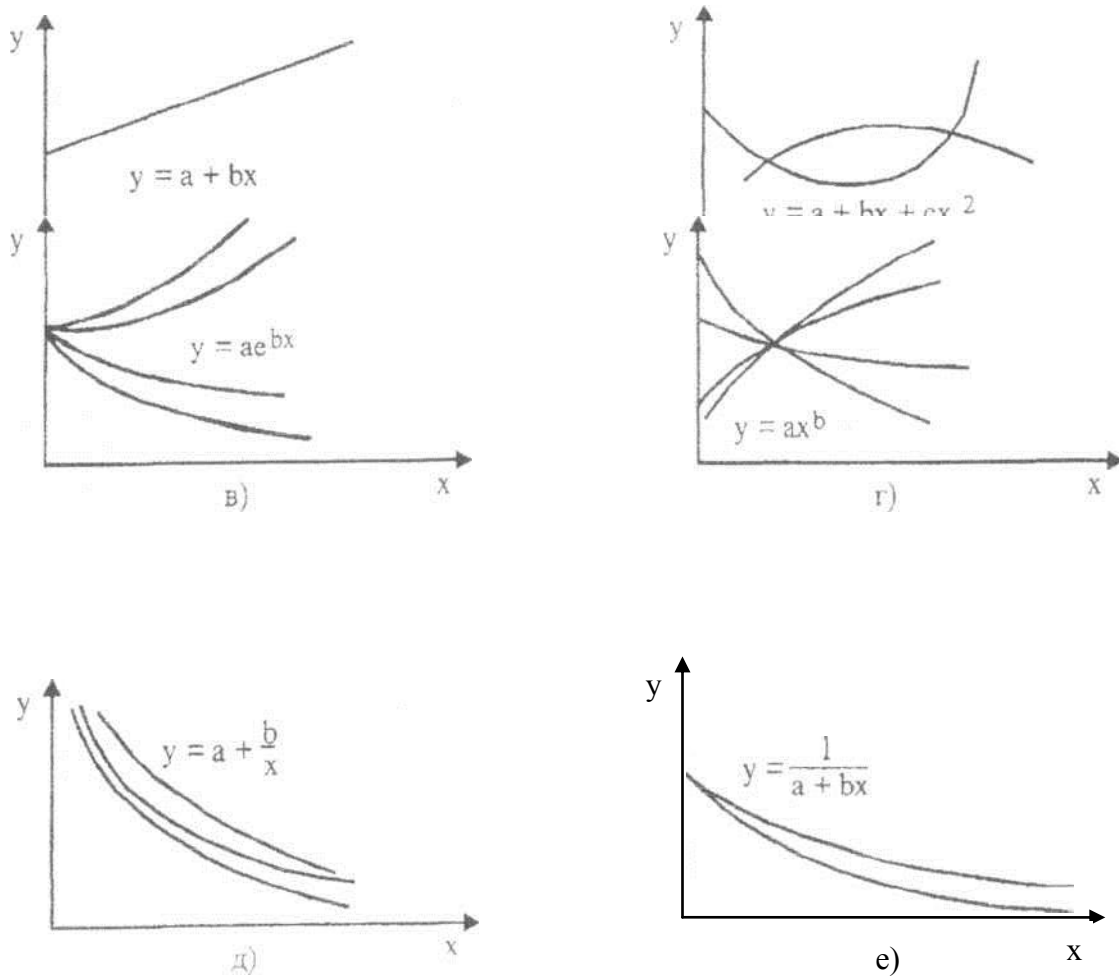 y
y = a + bx
y
y = a + bx + cx 2
y
y = ae^bx
x
в)
y
y = ax^b
x
г)
y
y = a + b/x
x
д)
y
y = 1/(a + bx)
x
е)